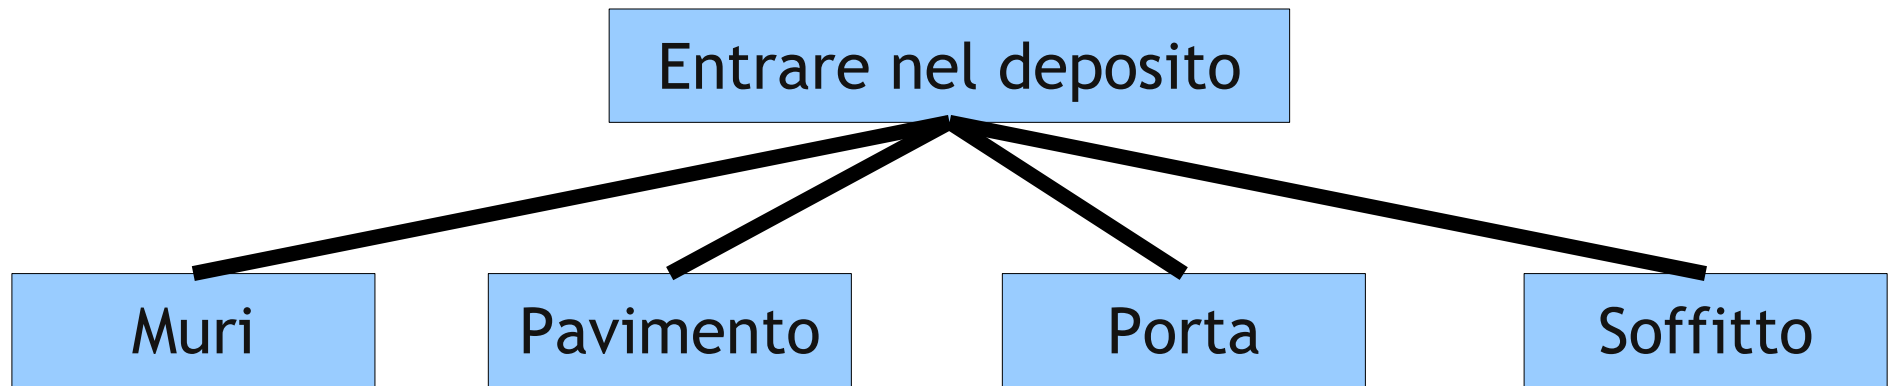 Entrare nel deposito
Muri
Pavimento
Porta
Soffitto